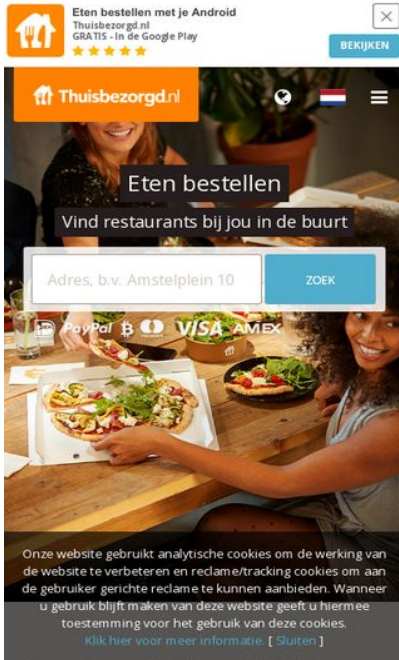 Eten bestellen met je Android
Thuisbezorgd.nl
GRATIS - In de Google Play
BEKIJKEN
Thuisbezorgd.nl
Eten bestellen
Vind restaurants bij jou in de buurt
Adres, b.v. Amstelplein 10
ZOEK
PayPal VISA AMEX
Onze website gebruikt analytische cookies om de werking van
de website te verbeteren en reclame/tracking cookies om aan
de gebruiker gerichte reclame te kunnen aanbieden. Wanneer
u gebruik blijft maken van deze website geeft u hiermee
toestemming voor het gebruik van deze cookies.
Klik hier voor meer informatie. [ Sluiten ]